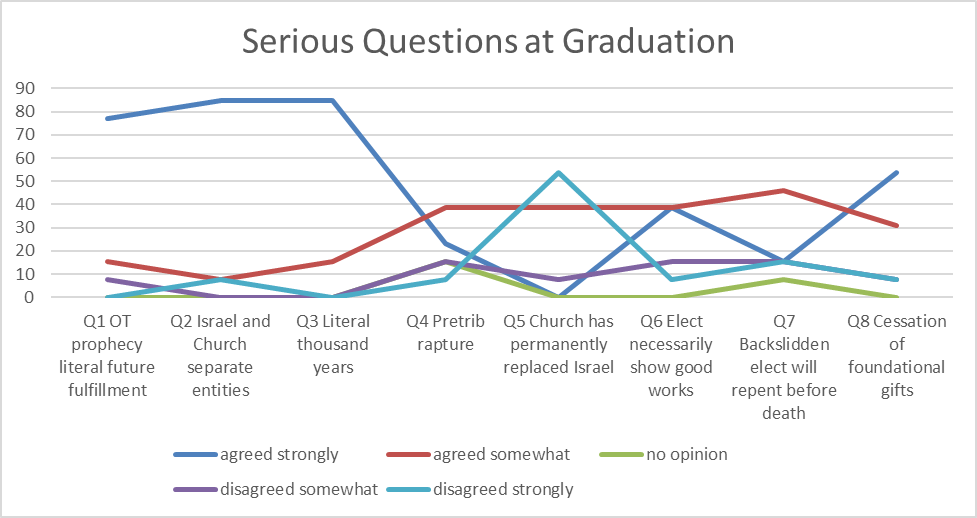 Serious Questions at Graduation
90
80
70
60
50
40
30
20
10
0
Q1 OT
prophecy
literal future
fulfillment
Q2 Israel and
Church
separate
entities
Q3 Literal
thousand
years
Q4 Pretrib
rapture
Q5 Church has
permanently
replaced Israel
Q6 Elect
necessarily
show good
works
Q7
Backslidden
elect will
repent before
death
Q8 Cessation
of
foundational
gifts
agreed strongly
agreed somewhat
no opinion
disagreed somewhat
disagreed strongly